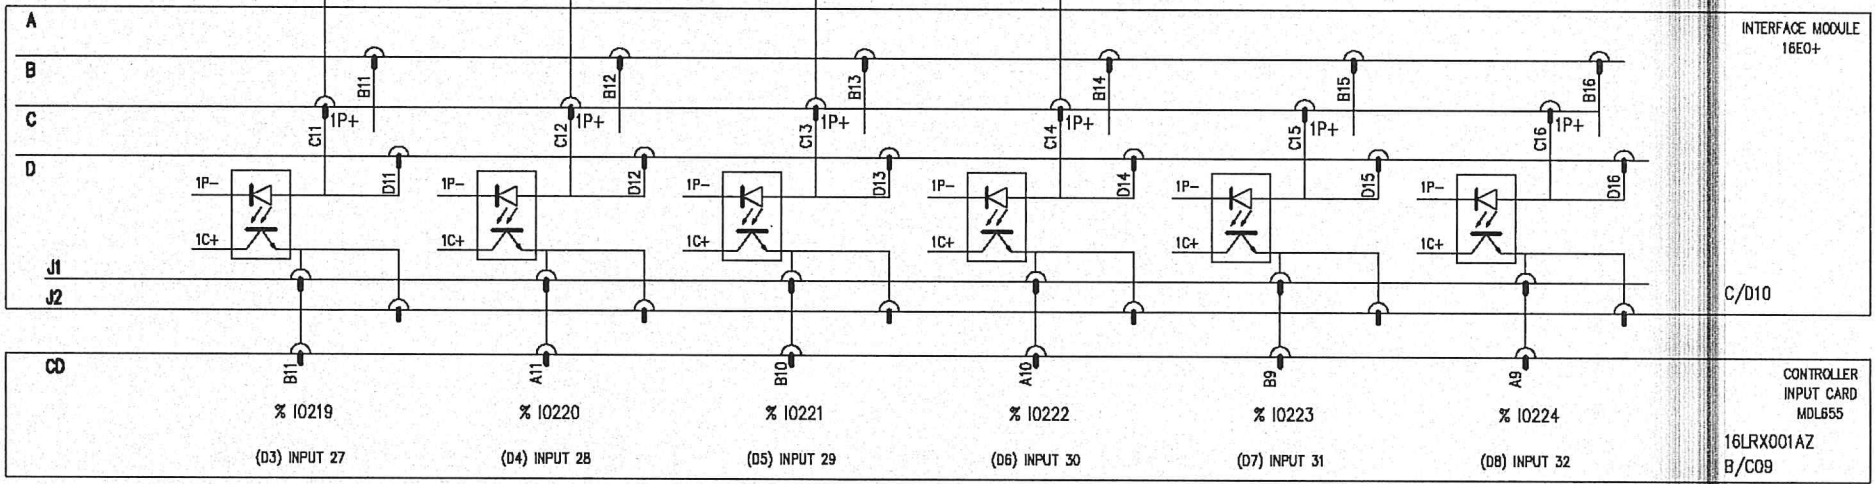 A
INTERFACE MODULE
16E0+
B
B11 B12 B13 B14 B15 B16
C
1P+ 1P+ 1P+ 1P+ 1P+ 1P+
C11 C12 C13 C14 C15 C16
D
D11 D12 D13 D14 D15 D16
1P- 1P- 1P- 1P- 1P- 1P-
1C+ 1C+ 1C+ 1C+ 1C+ 1C+
J1
J2
C/D10
CD
B11 A11 B10 A10 B9 A9
CONTROLLER
INPUT CARD
MDL655
% I0219 % I0220 % I0221 % I0222 % I0223 % I0224
16LRX001AZ
(D3) INPUT 27 (D4) INPUT 28 (D5) INPUT 29 (D6) INPUT 30 (D7) INPUT 31 (D8) INPUT 32
B/C09